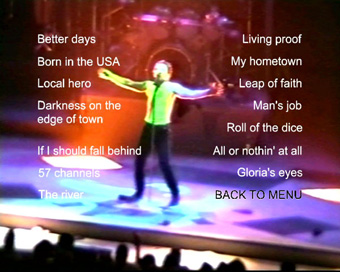 Better days
Born in the USA
Local hero
Darkness on the
edge of town
If I should fall behind
57 channels
The river
Living proof
My hometown
Leap of faith
Man's job
Roll of the dice
All or nothin' at all
Gloria's eyes
BACK TO MENU